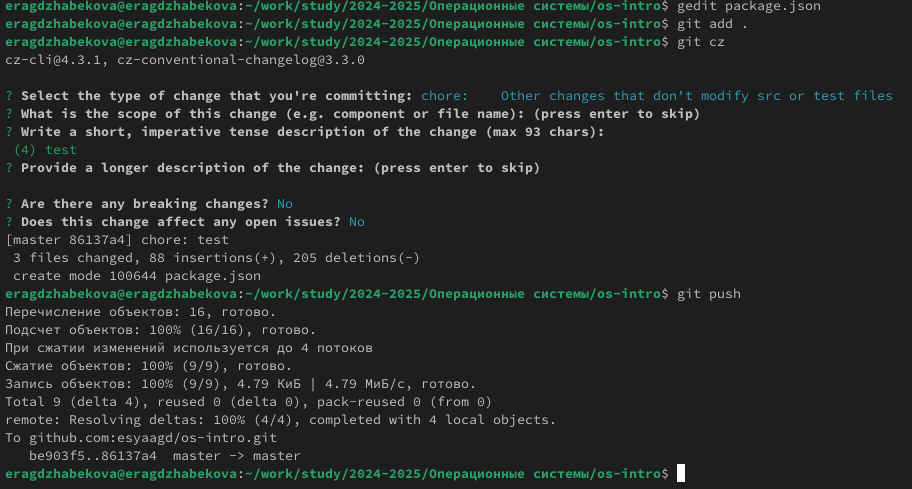 eragdzhabekova@eragdzhabekova:~/work/study/2024-2025/Операционные системы/os-intro$ gedit package.json
eragdzhabekova@eragdzhabekova:~/work/study/2024-2025/Операционные системы/os-intro$ git add .
eragdzhabekova@eragdzhabekova:~/work/study/2024-2025/Операционные системы/os-intro$ git cz
cz-cli@4.3.1, cz-conventional-changelog@3.3.0

? Select the type of change that you're committing: chore:    Other changes that don't modify src or test files
? What is the scope of this change (e.g. component or file name): (press enter to skip)
? Write a short, imperative tense description of the change (max 93 chars):
 (4) test
? Provide a longer description of the change: (press enter to skip)

? Are there any breaking changes? No
? Does this change affect any open issues? No
[master 86137a4] chore: test
 3 files changed, 88 insertions(+), 205 deletions(-)
 create mode 100644 package.json
eragdzhabekova@eragdzhabekova:~/work/study/2024-2025/Операционные системы/os-intro$ git push
Перечисление объектов: 16, готово.
Подсчет объектов: 100% (16/16), готово.
При сжатии изменений используется до 4 потоков
Сжатие объектов: 100% (9/9), готово.
Запись объектов: 100% (9/9), 4.79 КиБ | 4.79 МиБ/с, готово.
Total 9 (delta 4), reused 0 (delta 0), pack-reused 0 (from 0)
remote: Resolving deltas: 100% (4/4), completed with 4 local objects.
To github.com:esyaagd/os-intro.git
   be903f5..86137a4  master -> master
eragdzhabekova@eragdzhabekova:~/work/study/2024-2025/Операционные системы/os-intro$